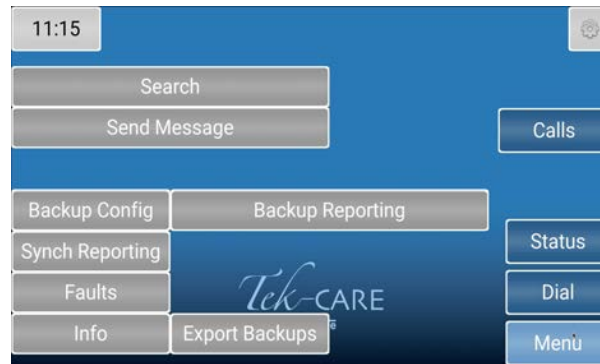 11:15
Search
Send Message
Calls
Backup Config
Backup Reporting
Synch Reporting
Status
Faults
Tek-CARE
Dial
Info
Export Backups
Menu